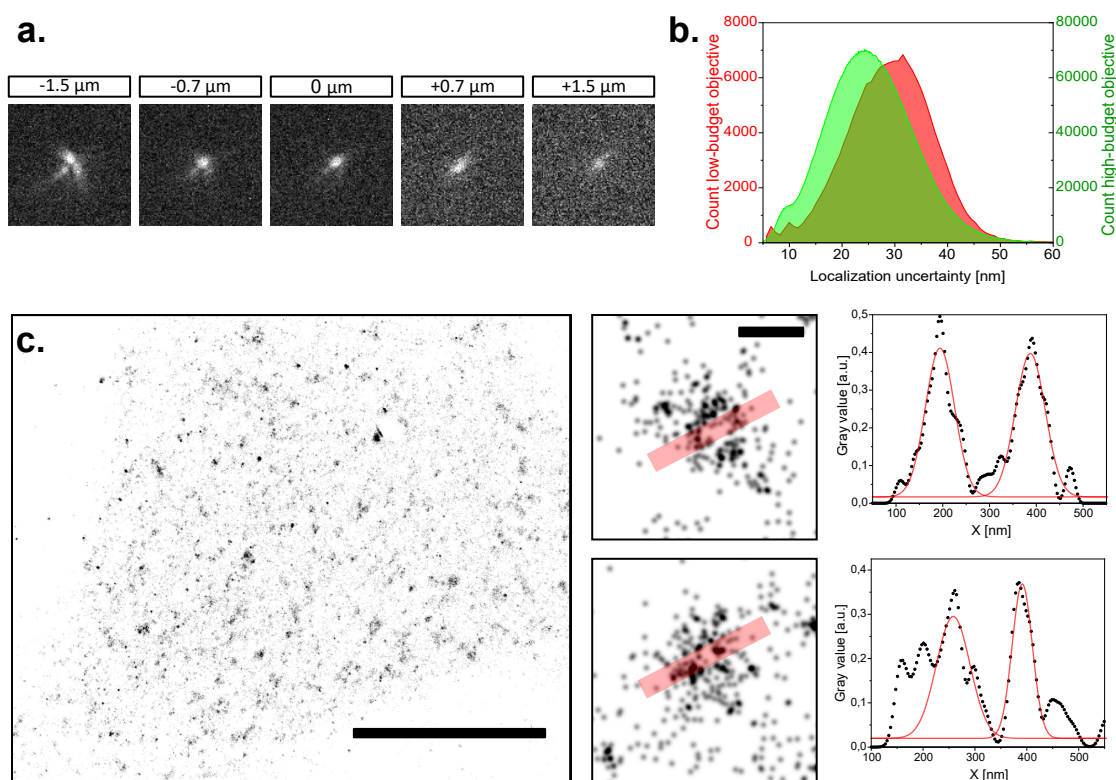 a.
-1.5 µm
-0.7 µm
0 µm
+0.7 µm
+1.5 µm
b.
Count low-budget objective
8000
6000
4000
2000
0
10
20
30
40
50
60
Localization uncertainty [nm]
80000
60000
40000
20000
0
Count high-budget objective
c.
Gray value [a.u.]
0,5
0,4
0,3
0,2
0,1
0,0
100
200
300
400
500
X [nm]
Gray value [a.u.]
0,4
0,3
0,2
0,1
0,0
100
200
300
400
500
X [nm]